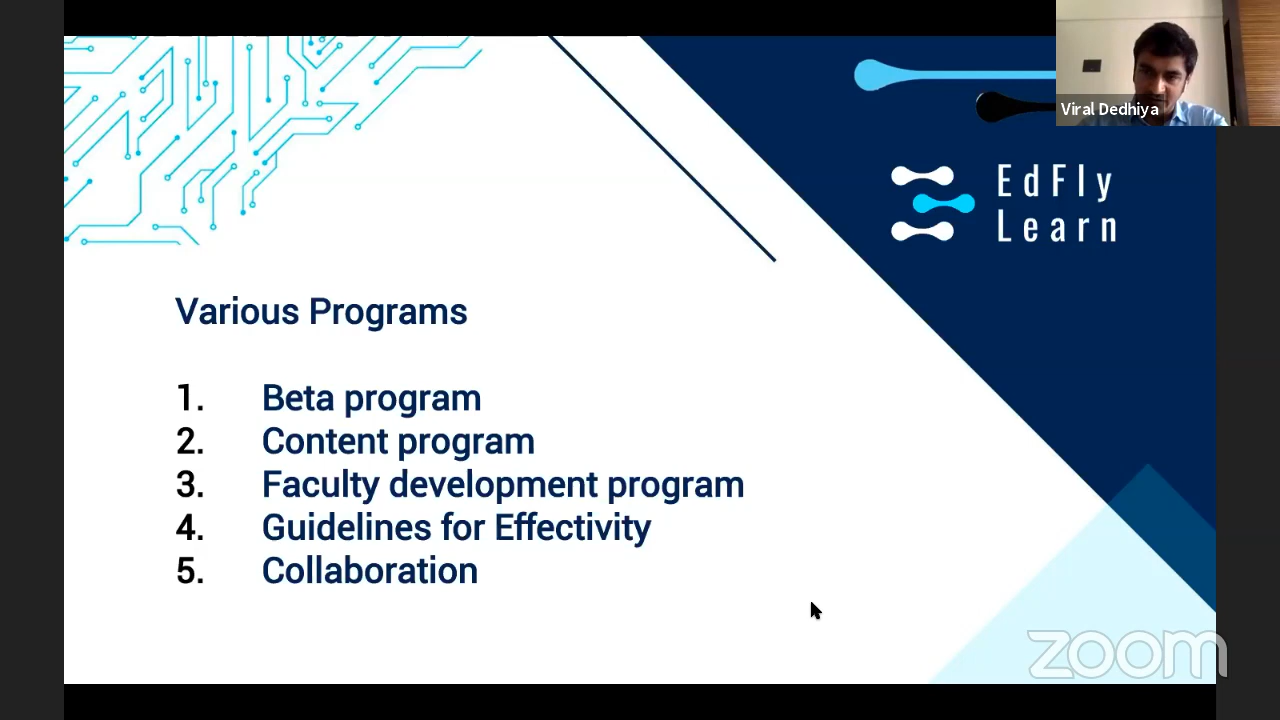 Viral Dedhiya
EdFly
Learn
Various Programs
1. Beta program
2. Content program
3. Faculty development program
4. Guidelines for Effectivity
5. Collaboration
zoom